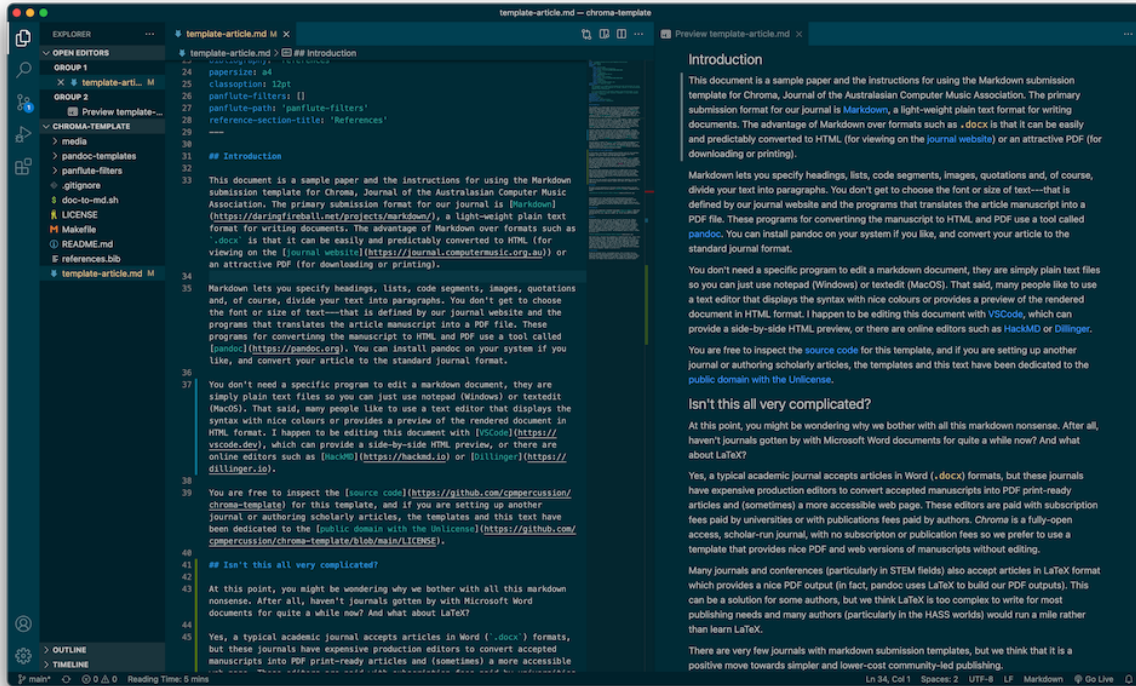 template-article.md — chroma-template
EXPLORER
OPEN EDITORS
GROUP 1
template-arti... M
GROUP 2
Preview template-...
CHROMA-TEMPLATE
media
pandoc-templates
panflute-filters
.gitignore
doc-to-md.sh
LICENSE
Makefile
README.md
references.bib
template-article.md M
OUTLINE
TIMELINE
template-article.md M
template-article.md > ## Introduction
24 papersize: a4
25 classoption: 12pt
26 panflute-filters: []
27 panflute-path: 'panflute-filters'
28 reference-section-title: 'References'
29 ---
30
31 ## Introduction
32
33 This document is a sample paper and the instructions for using the Markdown
submission template for Chroma, Journal of the Australasian Computer Music
Association. The primary submission format for our journal is [Markdown]
(https://daringfireball.net/projects/markdown/), a light-weight plain text
format for writing documents. The advantage of Markdown over formats such as
`.docx` is that it can be easily and predictably converted to HTML (for
viewing on the [journal website](https://journal.computermusic.org.au)) or
an attractive PDF (for downloading or printing).
34
35 Markdown lets you specify headings, lists, code segments, images, quotations
and, of course, divide your text into paragraphs. You don't get to choose
the font or size of text---that is defined by our journal website and the
programs that translates the article manuscript into a PDF file. These
programs for convertinng the manuscript to HTML and PDF use a tool called
[pandoc](https://pandoc.org). You can install pandoc on your system if you
like, and convert your article to the standard journal format.
36
37 You don't need a specific program to edit a markdown document, they are
simply plain text files so you can just use notepad (Windows) or textedit
(MacOS). That said, many people like to use a text editor that displays the
syntax with nice colours or provides a preview of the rendered document in
HTML format. I happen to be editing this document with [VSCode](https://
vscode.dev), which can provide a side-by-side HTML preview, or there are
online editors such as [HackMD](https://hackmd.io) or [Dillinger](https://
dillinger.io).
38
39 You are free to inspect the [source code](https://github.com/cpmpercussion/
chroma-template) for this template, and if you are setting up another
journal or authoring scholarly articles, the templates and this text have
been dedicated to the [public domain with the Unlicense](https://github.com/
cpmpercussion/chroma-template/blob/main/LICENSE).
40
41 ## Isn't this all very complicated?
42
43 At this point, you might be wondering why we bother with all this markdown
nonsense. After all, haven't journals gotten by with Microsoft Word
documents for quite a while now? And what about LaTeX?
44
45 Yes, a typical academic journal accepts articles in Word (`.docx`) formats,
but these journals have expensive production editors to convert accepted
manuscripts into PDF print-ready articles and (sometimes) a more accessible
Preview template-article.md
Introduction
This document is a sample paper and the instructions for using the Markdown submission
template for Chroma, Journal of the Australasian Computer Music Association. The primary
submission format for our journal is Markdown, a light-weight plain text format for writing
documents. The advantage of Markdown over formats such as .docx is that it can be easily
and predictably converted to HTML (for viewing on the journal website) or an attractive PDF (for
downloading or printing).
Markdown lets you specify headings, lists, code segments, images, quotations and, of course,
divide your text into paragraphs. You don't get to choose the font or size of text---that is
defined by our journal website and the programs that translates the article manuscript into a
PDF file. These programs for convertinng the manuscript to HTML and PDF use a tool called
pandoc. You can install pandoc on your system if you like, and convert your article to the
standard journal format.
You don't need a specific program to edit a markdown document, they are simply plain text files
so you can just use notepad (Windows) or textedit (MacOS). That said, many people like to use
a text editor that displays the syntax with nice colours or provides a preview of the rendered
document in HTML format. I happen to be editing this document with VSCode, which can
provide a side-by-side HTML preview, or there are online editors such as HackMD or Dillinger.
You are free to inspect the source code for this template, and if you are setting up another
journal or authoring scholarly articles, the templates and this text have been dedicated to the
public domain with the Unlicense.
Isn't this all very complicated?
At this point, you might be wondering why we bother with all this markdown nonsense. After all,
haven't journals gotten by with Microsoft Word documents for quite a while now? And what
about LaTeX?
Yes, a typical academic journal accepts articles in Word (.docx) formats, but these journals
have expensive production editors to convert accepted manuscripts into PDF print-ready
articles and (sometimes) a more accessible web page. These editors are paid with subscription
fees paid by universities or with publications fees paid by authors. Chroma is a fully-open
access, scholar-run journal, with no subscripton or publication fees so we prefer to use a
template that provides nice PDF and web versions of manuscripts without editing.
Many journals and conferences (particularly in STEM fields) also accept articles in LaTeX format
which provides a nice PDF output (in fact, pandoc uses LaTeX to build our PDF outputs). This
can be a solution for some authors, but we think LaTeX is too complex to write for most
publishing needs and many authors (particularly in the HASS worlds) would run a mile rather
than learn LaTeX.
There are very few journals with markdown submission templates, but we think that it is a
positive move towards simpler and lower-cost community-led publishing.
main* 0 0 Reading Time: 5 mins
Ln 34, Col 1 Spaces: 2 UTF-8 LF Markdown Go Live